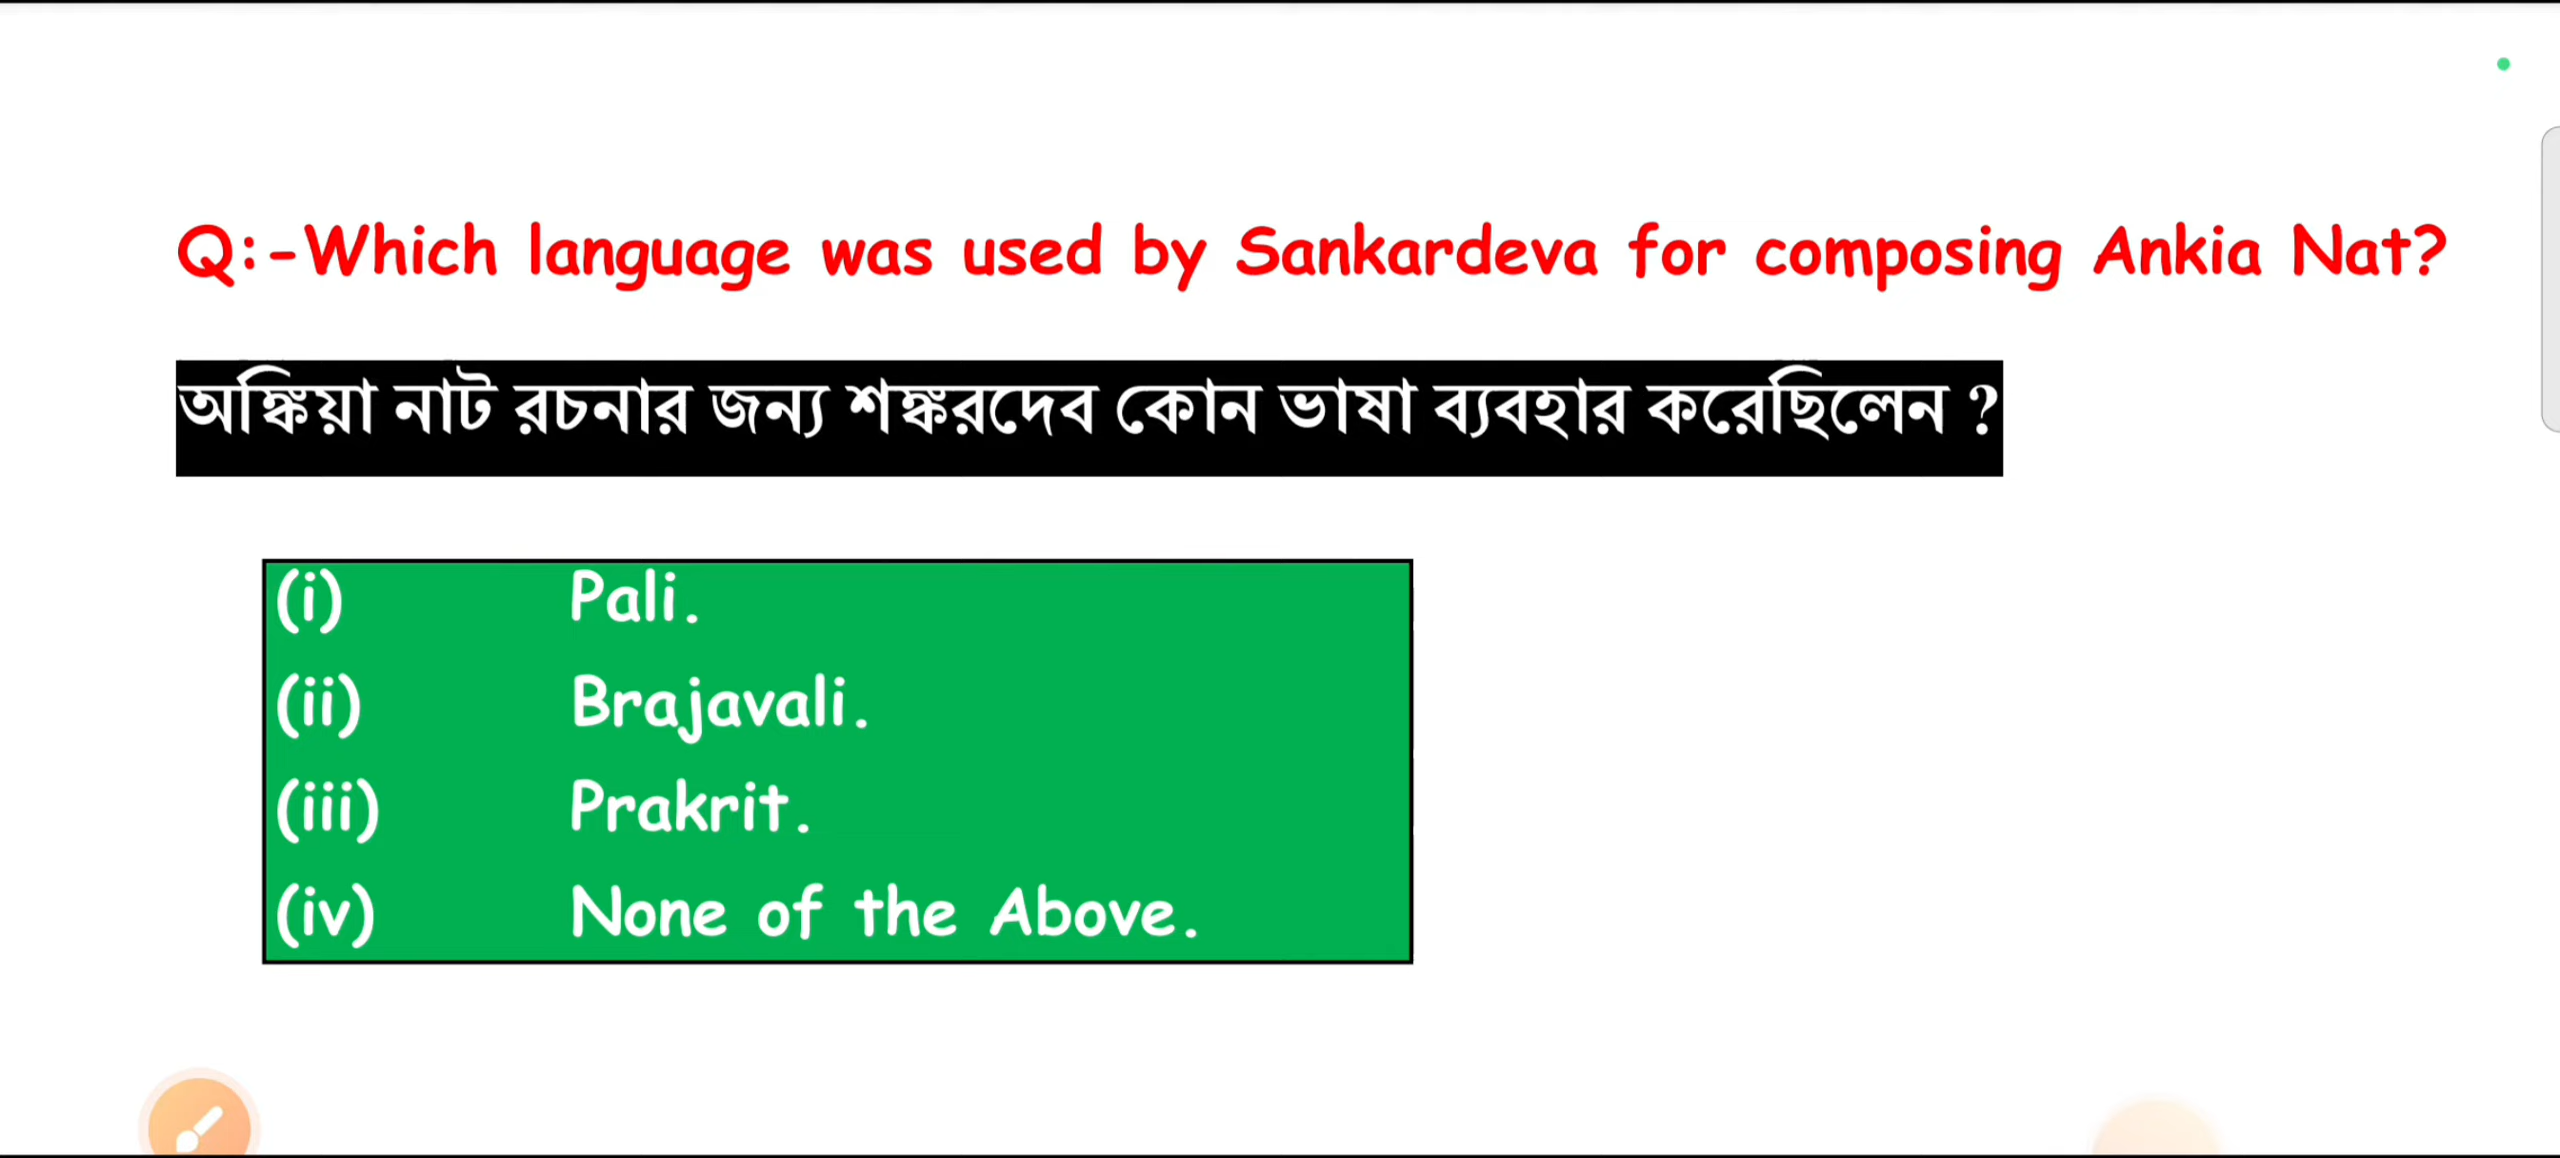 Q:-Which language was used by Sankardeva for composing Ankia Nat?
অঙ্কিয়া নাট রচনার জন্য শঙ্করদেব কোন ভাষা ব্যবহার করেছিলেন ?
(i) Pali.
(ii) Brajavali.
(iii) Prakrit.
(iv) None of the Above.